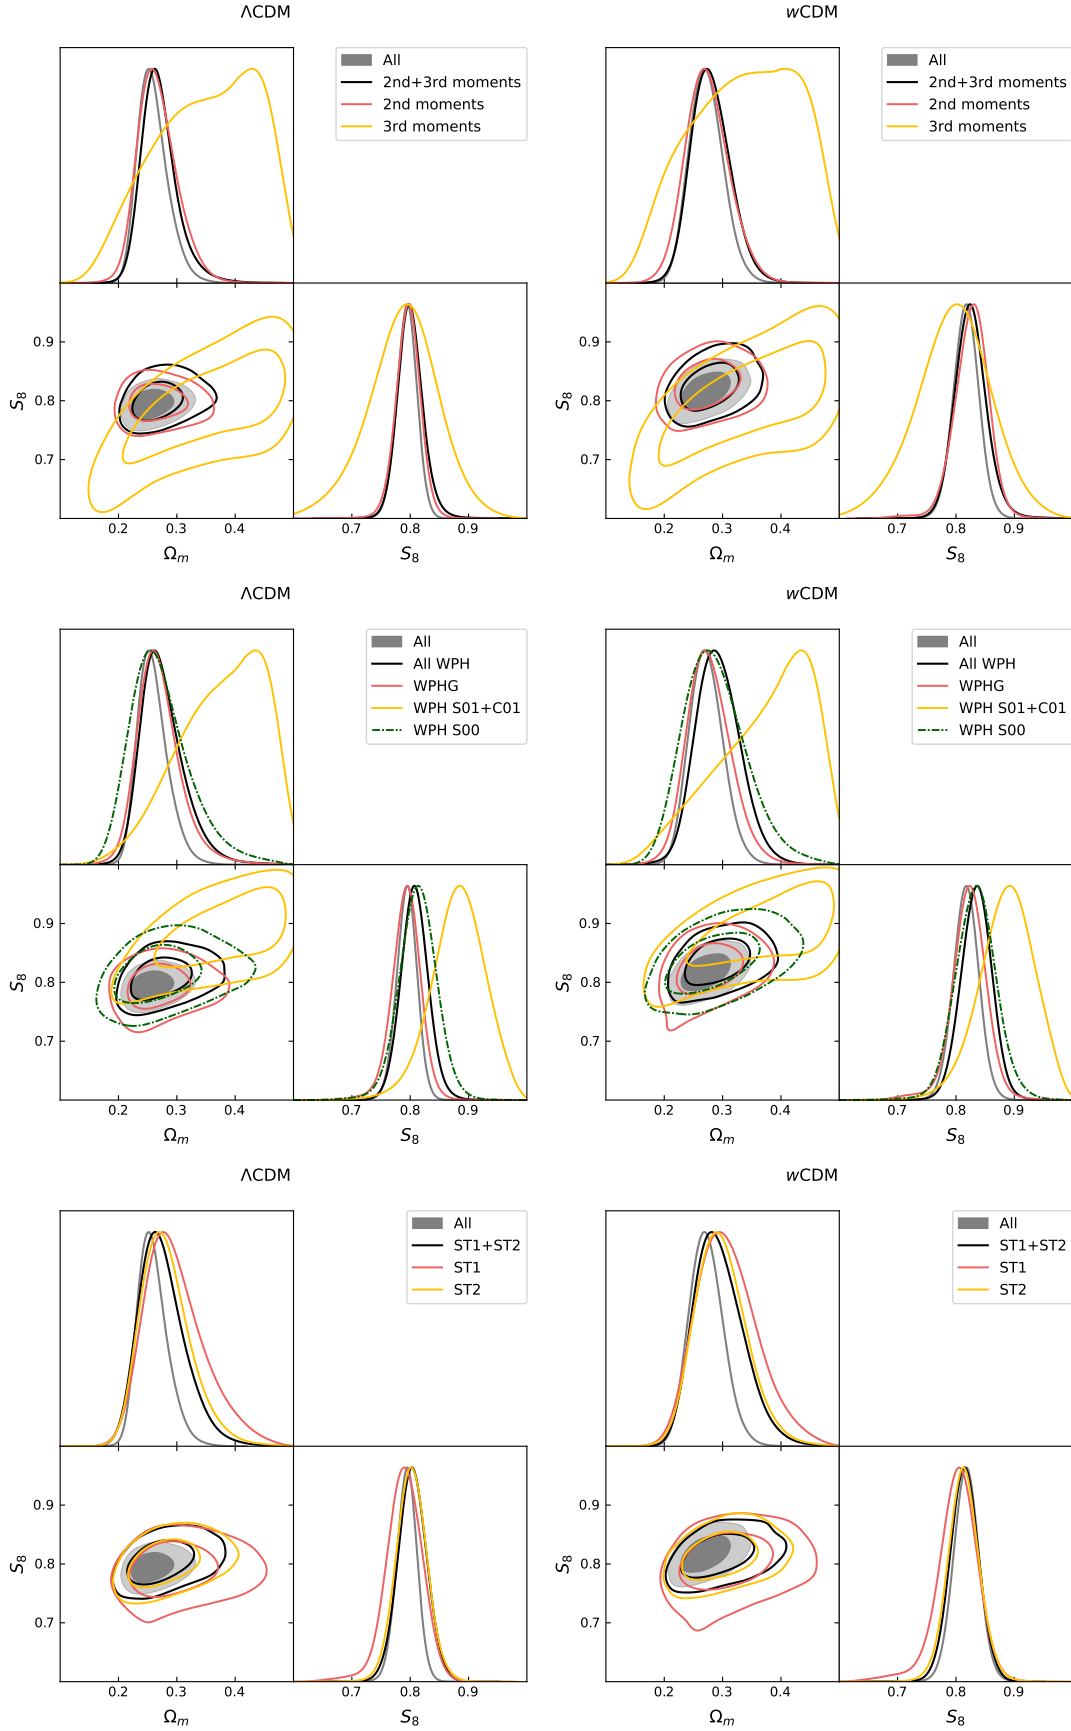 ΛCDM
wCDM
All
2nd+3rd moments
2nd moments
3rd moments
All
2nd+3rd moments
2nd moments
3rd moments
0.9
0.8
0.7
S8
0.2 0.3 0.4
Ωm
0.7 0.8 0.9
S8
0.9
0.8
0.7
S8
0.2 0.3 0.4
Ωm
0.7 0.8 0.9
S8
ΛCDM
wCDM
All
All WPH
WPHG
WPH S01+C01
WPH S00
All
All WPH
WPHG
WPH S01+C01
WPH S00
0.9
0.8
0.7
S8
0.2 0.3 0.4
Ωm
0.7 0.8 0.9
S8
0.9
0.8
0.7
S8
0.2 0.3 0.4
Ωm
0.7 0.8 0.9
S8
ΛCDM
wCDM
All
ST1+ST2
ST1
ST2
All
ST1+ST2
ST1
ST2
0.9
0.8
0.7
S8
0.2 0.3 0.4
Ωm
0.7 0.8 0.9
S8
0.9
0.8
0.7
S8
0.2 0.3 0.4
Ωm
0.7 0.8 0.9
S8